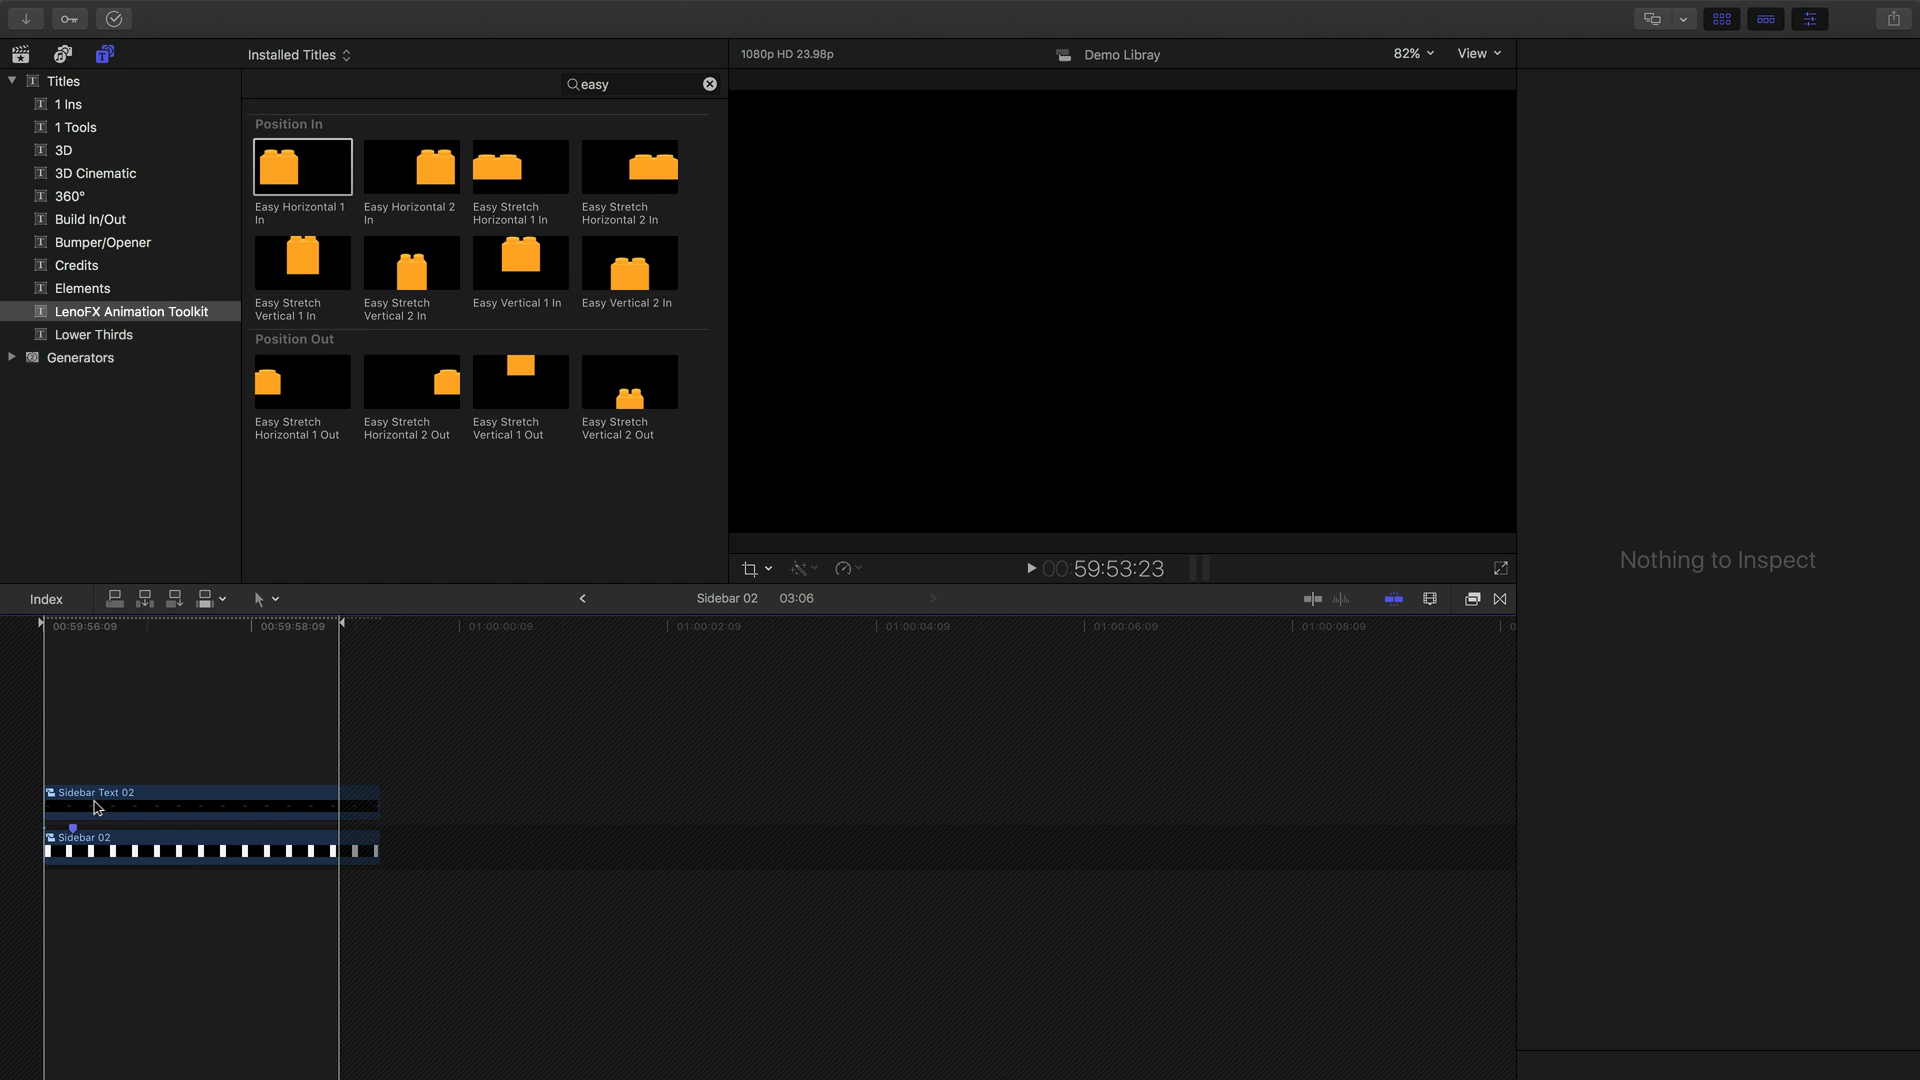 Installed Titles
1080p HD 23.98p
Demo Libray
82%
View
Titles
1 Ins
1 Tools
3D
3D Cinematic
360°
Build In/Out
Bumper/Opener
Credits
Elements
LenoFX Animation Toolkit
Lower Thirds
Generators
easy
Position In
Easy Horizontal 1
In
Easy Horizontal 2
In
Easy Stretch
Horizontal 1 In
Easy Stretch
Horizontal 2 In
Easy Stretch
Vertical 1 In
Easy Stretch
Vertical 2 In
Easy Vertical 1 In
Easy Vertical 2 In
Position Out
Easy Stretch
Horizontal 1 Out
Easy Stretch
Horizontal 2 Out
Easy Stretch
Vertical 1 Out
Easy Stretch
Vertical 2 Out
00:59:53:23
Nothing to Inspect
Index
Sidebar 02
03:06
00:59:56:09
00:59:58:09
01:00:00:09
01:00:02:09
01:00:04:09
01:00:06:09
01:00:08:09
Sidebar Text 02
Sidebar 02